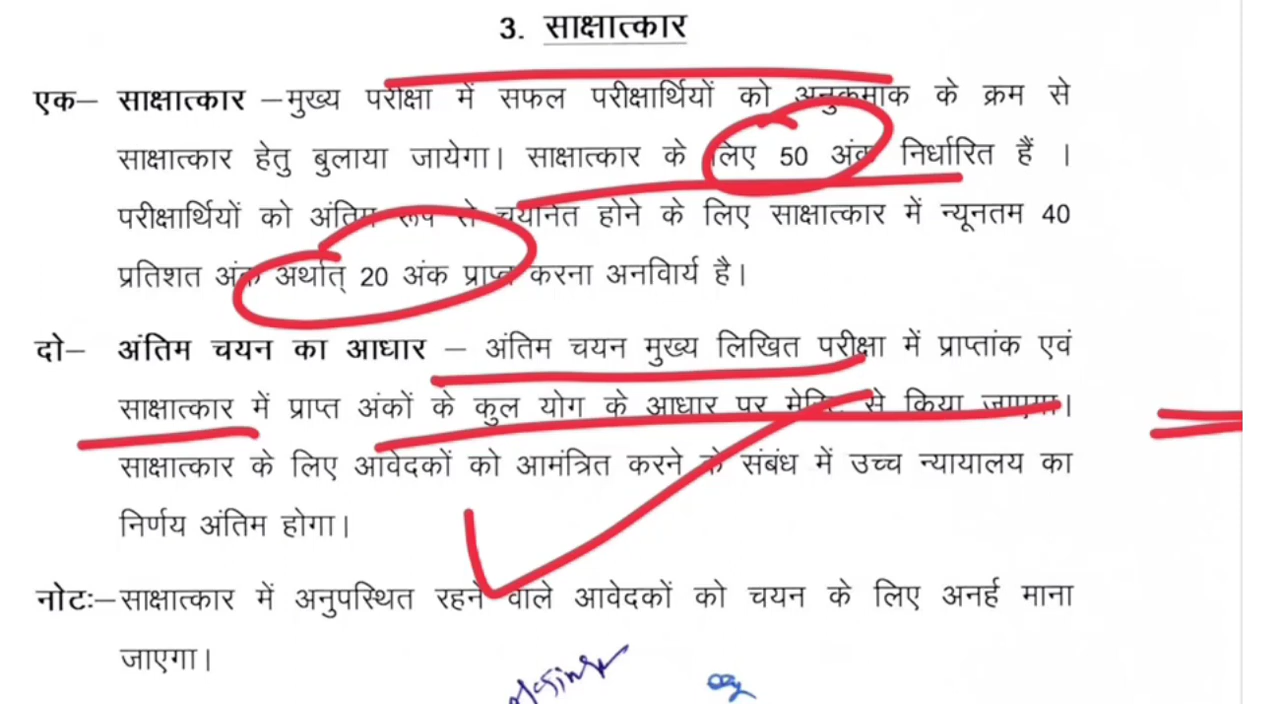 3. साक्षात्कार
एक– साक्षात्कार –मुख्य परीक्षा में सफल परीक्षार्थियों को अनुकमांक के क्रम से
साक्षात्कार हेतु बुलाया जायेगा। साक्षात्कार के लिए 50 अंक निर्धारित हैं ।
परीक्षार्थियों को अंतिम रूप से चयनित होने के लिए साक्षात्कार में न्यूनतम 40
प्रतिशत अंक अर्थात् 20 अंक प्राप्त करना अनिवार्य है।
दो– अंतिम चयन का आधार – अंतिम चयन मुख्य लिखित परीक्षा में प्राप्तांक एवं
साक्षात्कार में प्राप्त अंकों के कुल योग के आधार पर मेरिट से किया जाएगा।
साक्षात्कार के लिए आवेदकों को आमंत्रित करने के संबंध में उच्च न्यायालय का
निर्णय अंतिम होगा।
नोटः–साक्षात्कार में अनुपस्थित रहने वाले आवेदकों को चयन के लिए अनर्ह माना
जाएगा।